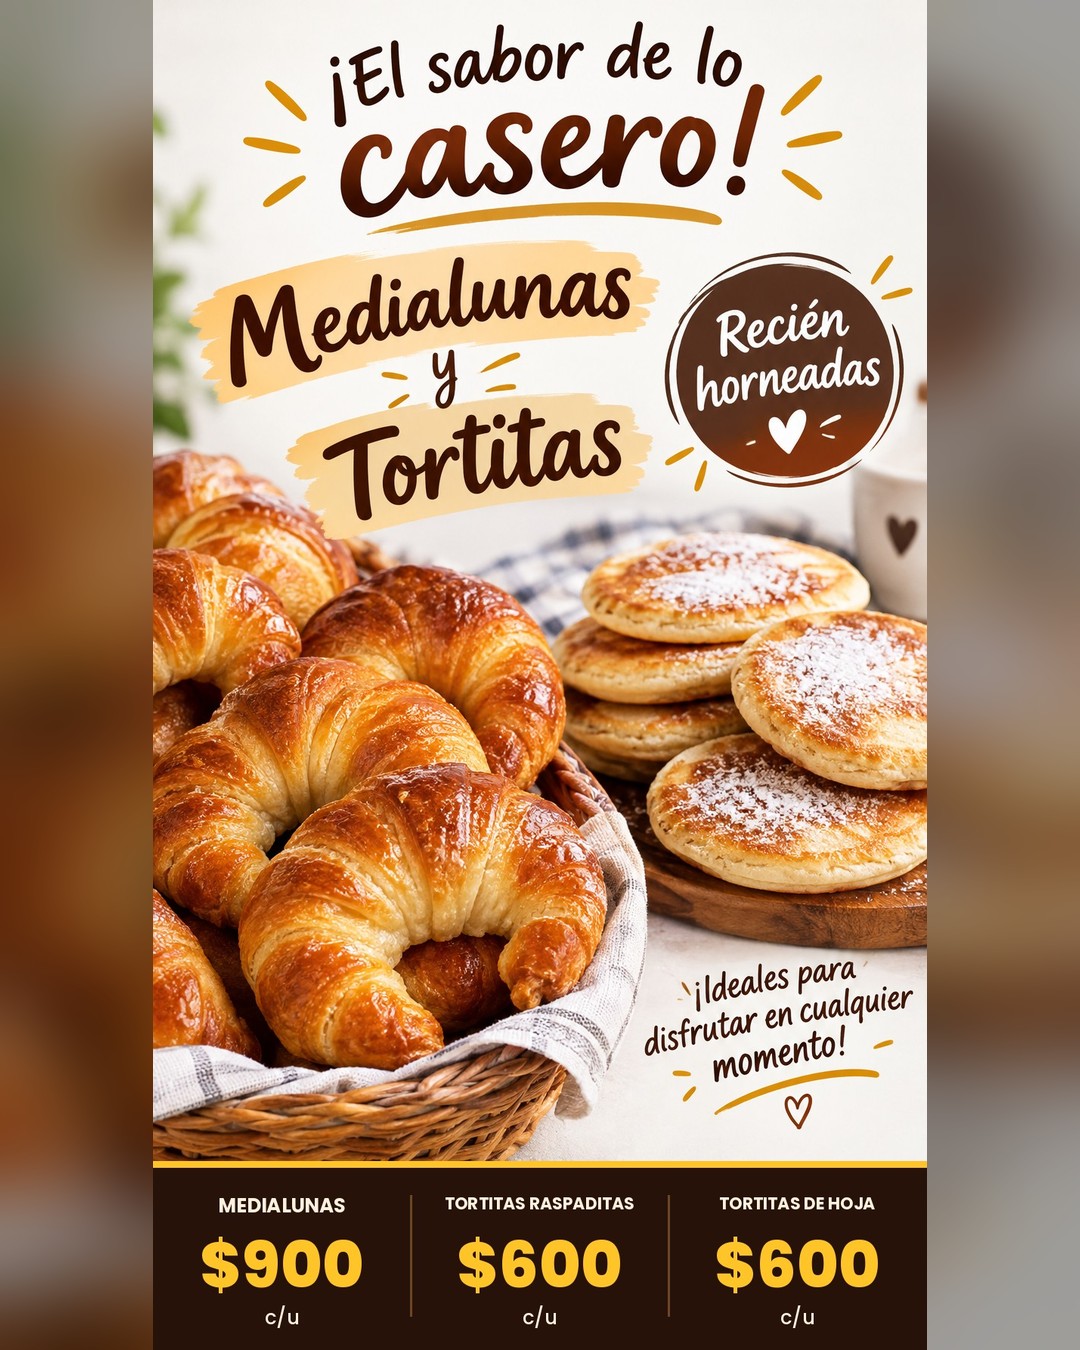 ¡El sabor de lo
casero!
Medialunas
y
Tortitas
Recién
horneadas
¡Ideales para
disfrutar en cualquier
momento!
MEDIALUNAS
$900
c/u
TORTITAS RASPADITAS
$600
c/u
TORTITAS DE HOJA
$600
c/u